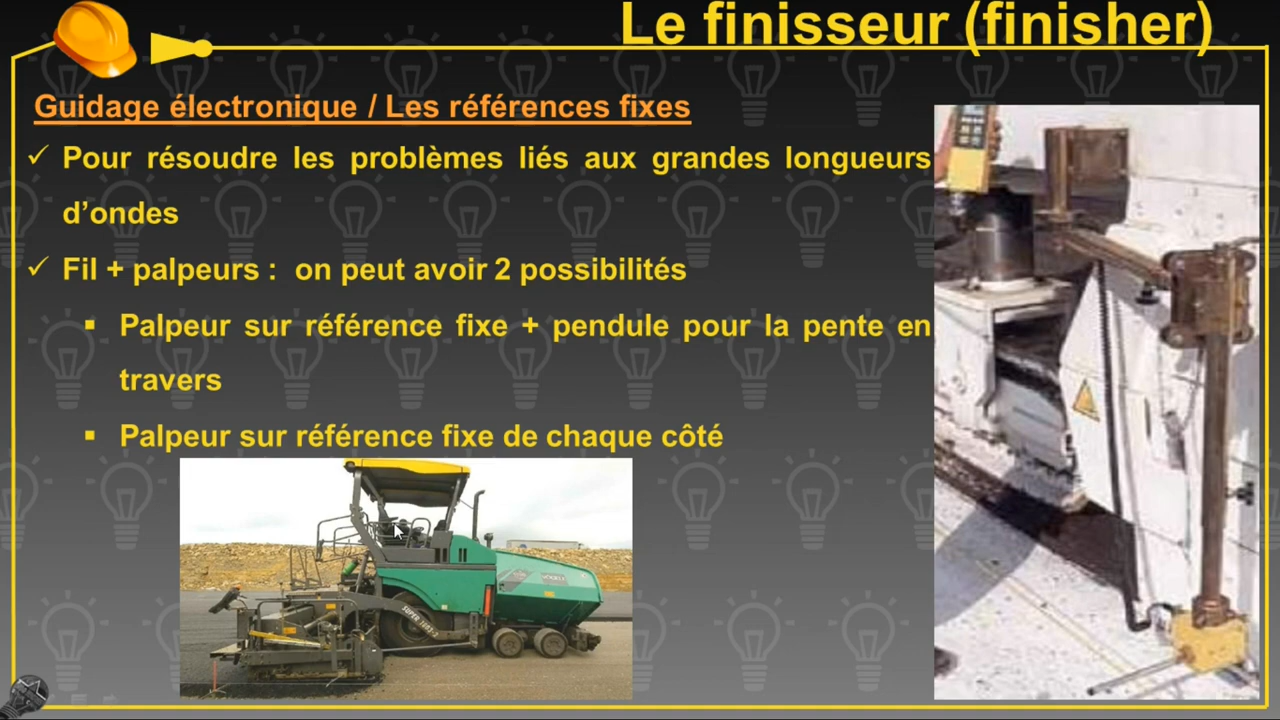 Le finisseur (finisher)
Guidage électronique / Les références fixes
✓ Pour résoudre les problèmes liés aux grandes longueurs
d’ondes
✓ Fil + palpeurs : on peut avoir 2 possibilités
▪ Palpeur sur référence fixe + pendule pour la pente en
travers
▪ Palpeur sur référence fixe de chaque côté
VÖGELE